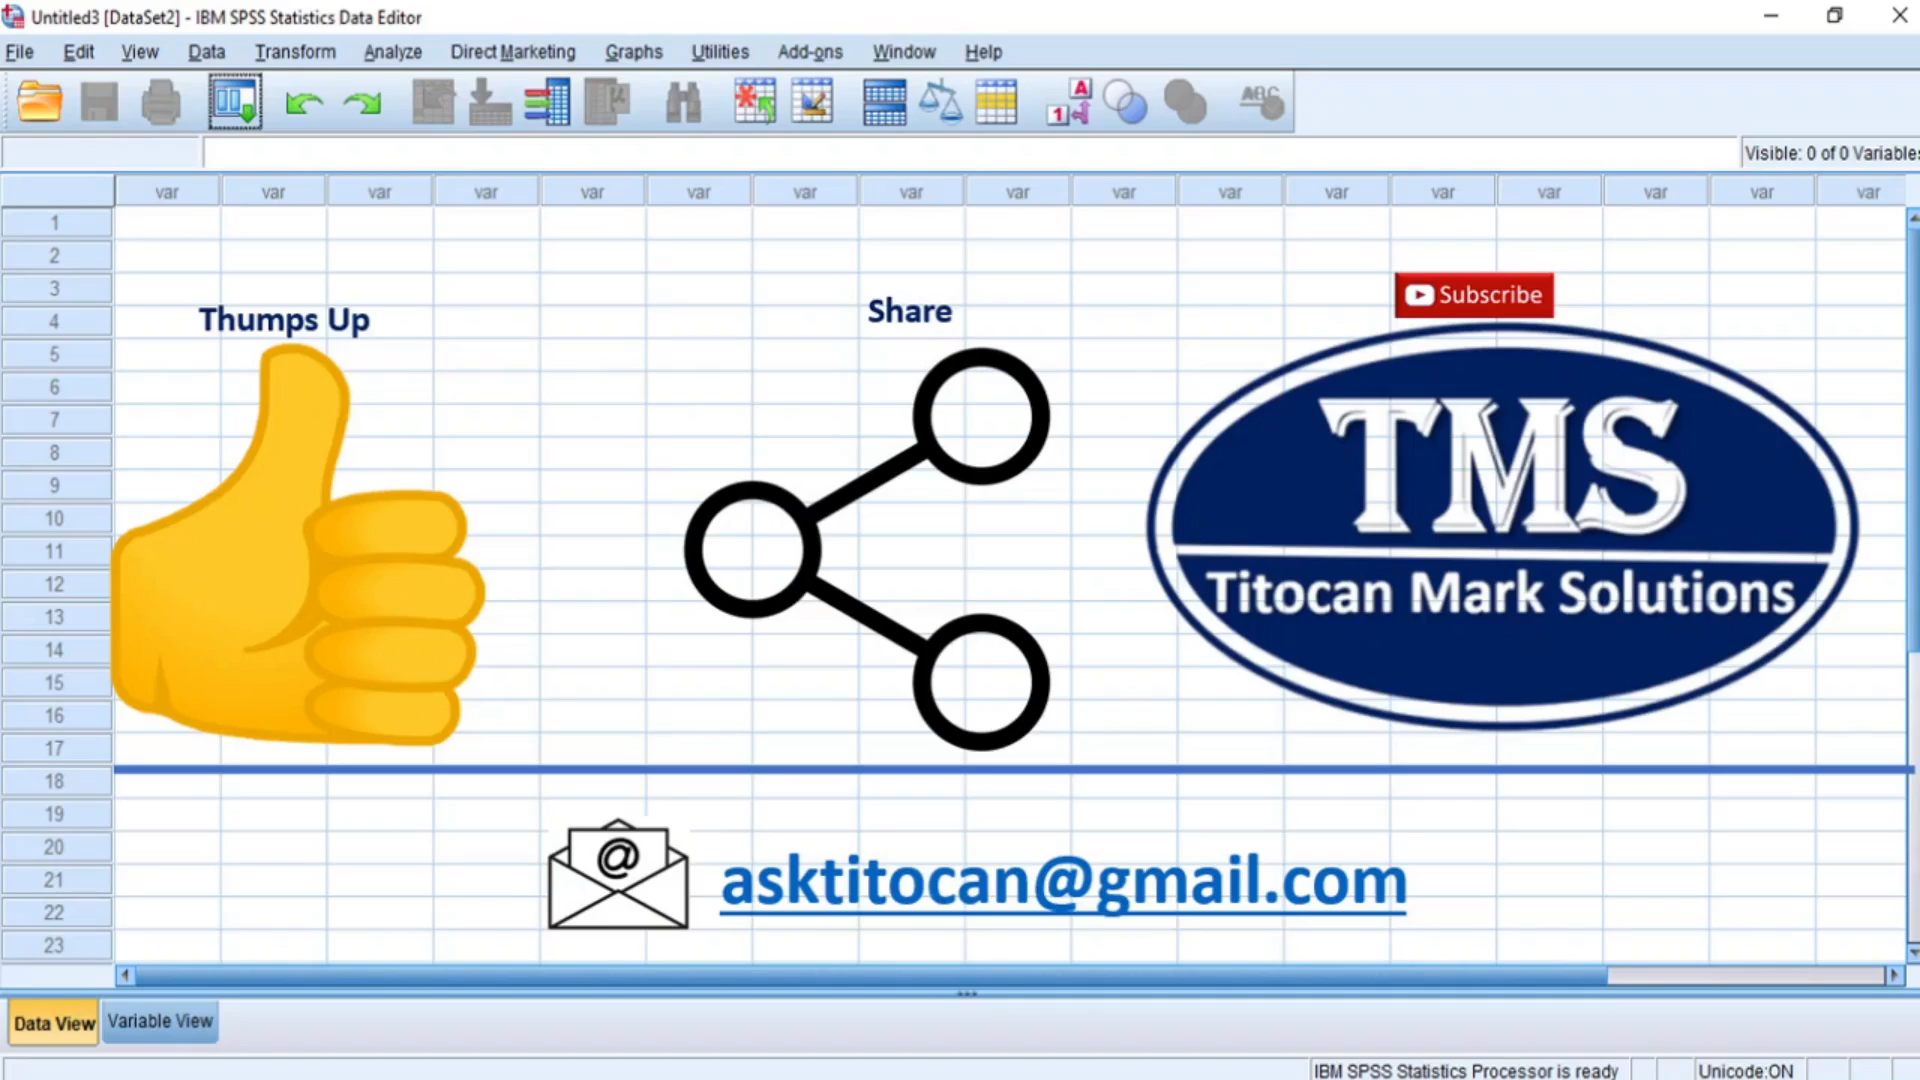 Untitled3 [DataSet2] - IBM SPSS Statistics Data Editor
File Edit View Data Transform Analyze Direct Marketing Graphs Utilities Add-ons Window Help
A
1
ABC
Visible: 0 of 0 Variables
var var var var var var var var var var var var var var var var var
1
2
3
4
5
6
7
8
9
10
11
12
13
14
15
16
17
18
19
20
21
22
23
Thumps Up
Share
Subscribe
TMS
Titocan Mark Solutions
@
asktitocan@gmail.com
Data View Variable View
IBM SPSS Statistics Processor is ready Unicode:ON